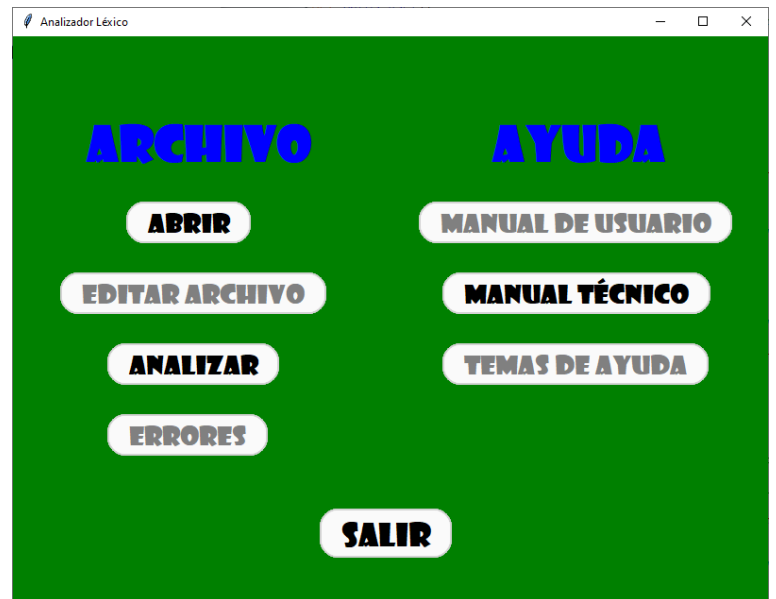 Analizador Léxico
ARCHIVO
ABRIR
EDITAR ARCHIVO
ANALIZAR
ERRORES
AYUDA
MANUAL DE USUARIO
MANUAL TÉCNICO
TEMAS DE AYUDA
SALIR